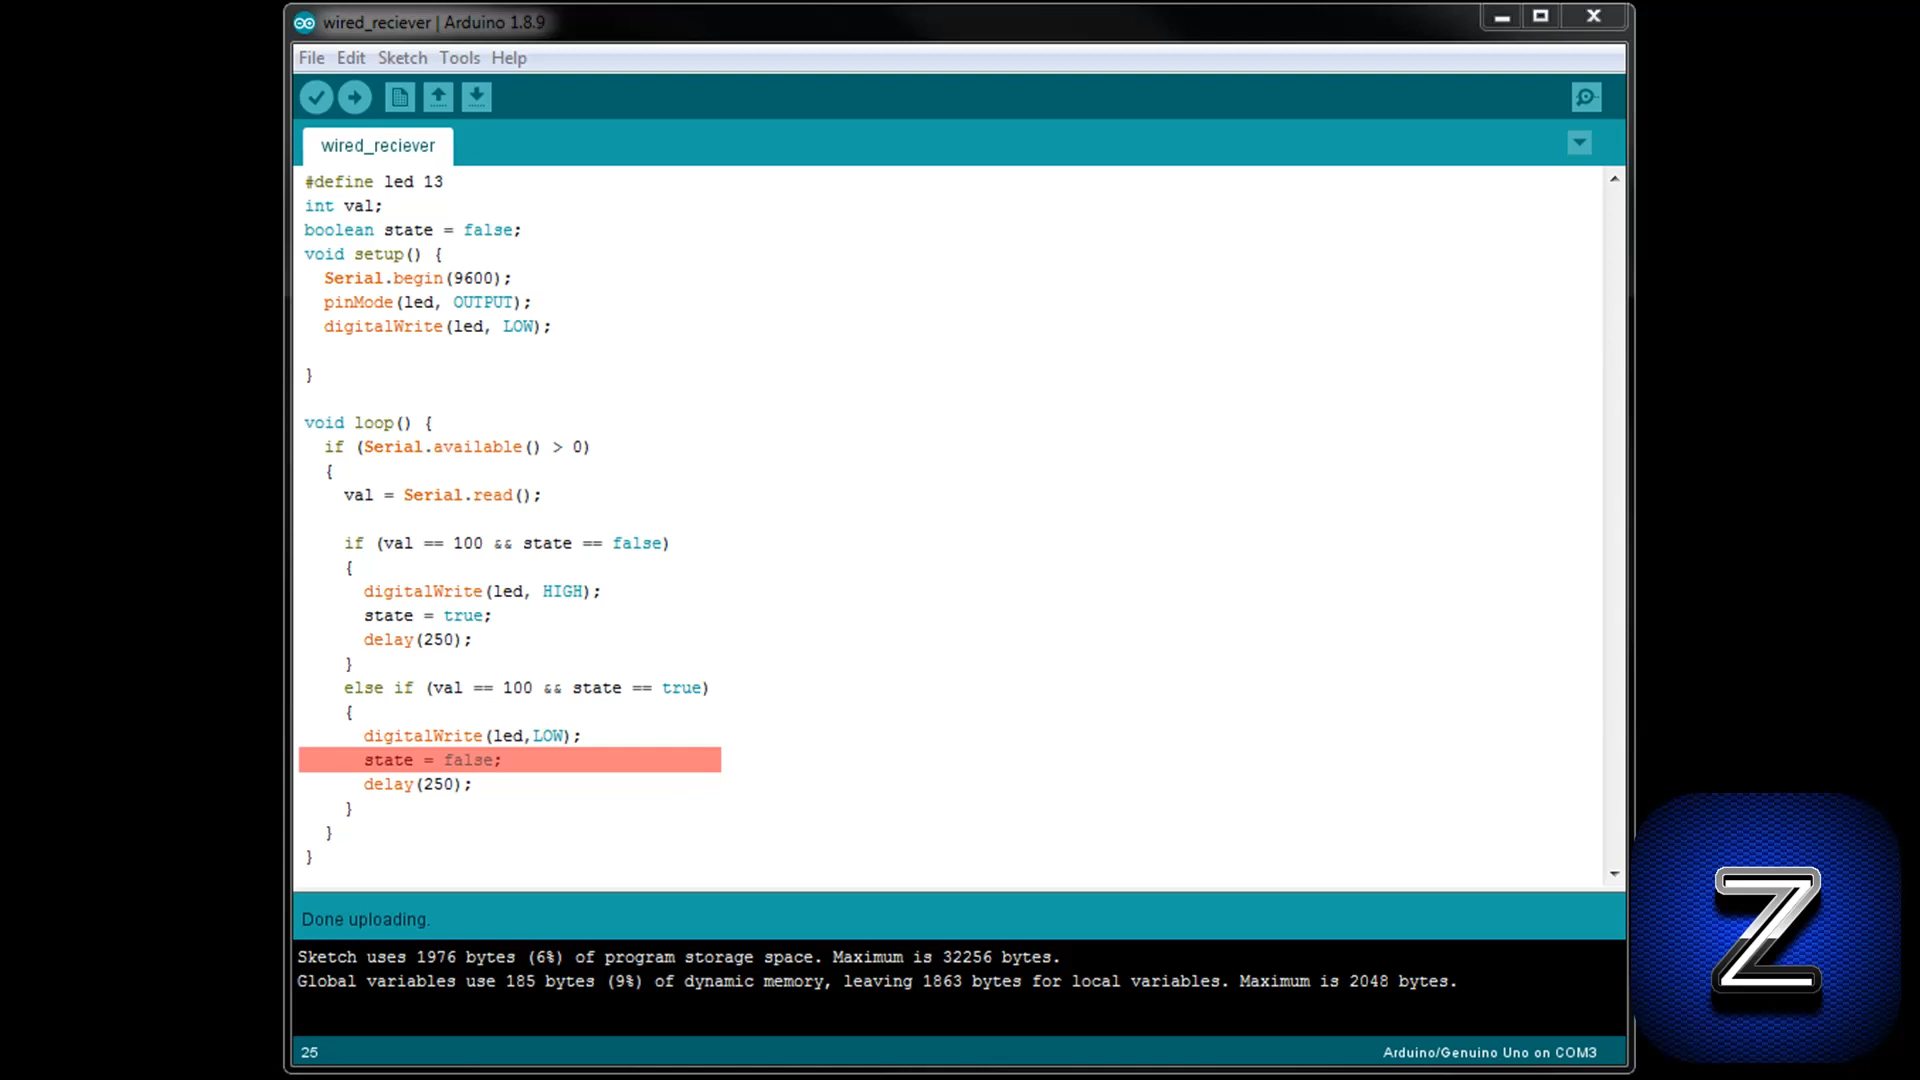 wired_reciever | Arduino 1.8.9
File Edit Sketch Tools Help
wired_reciever
#define led 13
int val;
boolean state = false;
void setup() {
  Serial.begin(9600);
  pinMode(led, OUTPUT);
  digitalWrite(led, LOW);
}
void loop() {
  if (Serial.available() > 0)
  {
    val = Serial.read();
    if (val == 100 && state == false)
    {
      digitalWrite(led, HIGH);
      state = true;
      delay(250);
    }
    else if (val == 100 && state == true)
    {
      digitalWrite(led,LOW);
      state = false;
      delay(250);
    }
  }
}
Done uploading.
Sketch uses 1976 bytes (6%) of program storage space. Maximum is 32256 bytes.
Global variables use 185 bytes (9%) of dynamic memory, leaving 1863 bytes for local variables. Maximum is 2048 bytes.
25
Arduino/Genuino Uno on COM3
Z